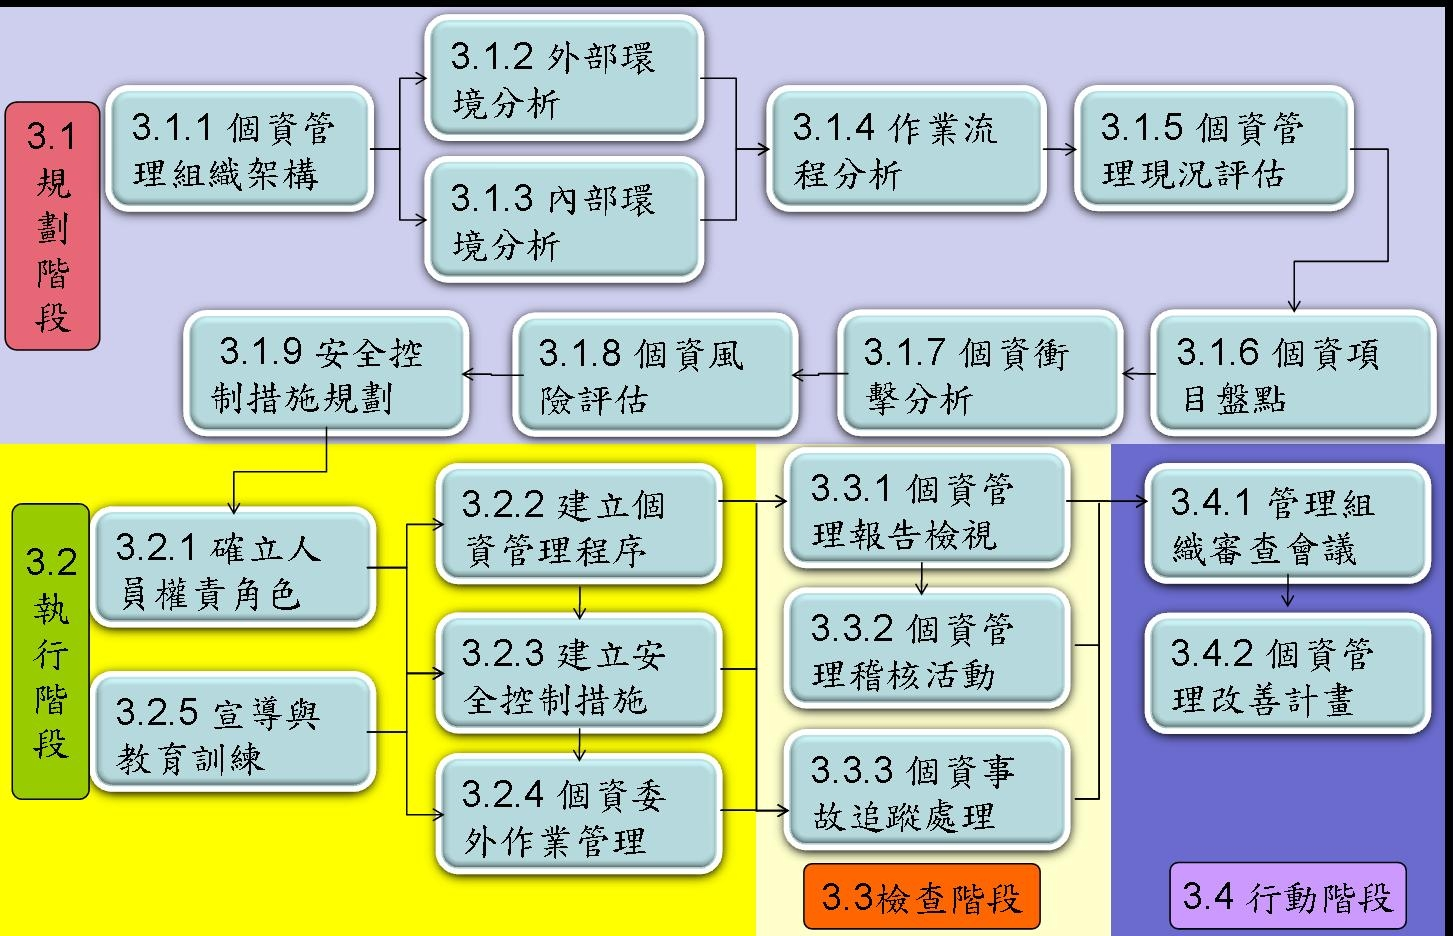 3.1
規
劃
階
段
3.1.1 個資管
理組織架構
3.1.2 外部環
境分析
3.1.3 內部環
境分析
3.1.4 作業流
程分析
3.1.5 個資管
理現況評估
3.1.6 個資項
目盤點
3.1.7 個資衝
擊分析
3.1.8 個資風
險評估
3.1.9 安全控
制措施規劃
3.2
執
行
階
段
3.2.1 確立人
員權責角色
3.2.5 宣導與
教育訓練
3.2.2 建立個
資管理程序
3.2.3 建立安
全控制措施
3.2.4 個資委
外作業管理
3.3.1 個資管
理報告檢視
3.3.2 個資管
理稽核活動
3.3.3 個資事
故追蹤處理
3.3檢查階段
3.4.1 管理組
織審查會議
3.4.2 個資管
理改善計畫
3.4 行動階段